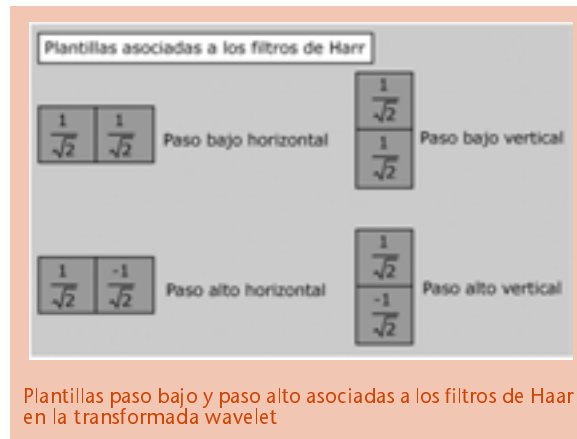 Plantillas asociadas a los filtros de Harr
1/√2 1/√2 Paso bajo horizontal
1/√2
1/√2
Paso bajo vertical
1/√2 -1/√2 Paso alto horizontal
1/√2
-1/√2
Paso alto vertical
Plantillas paso bajo y paso alto asociadas a los filtros de Haar
en la transformada wavelet